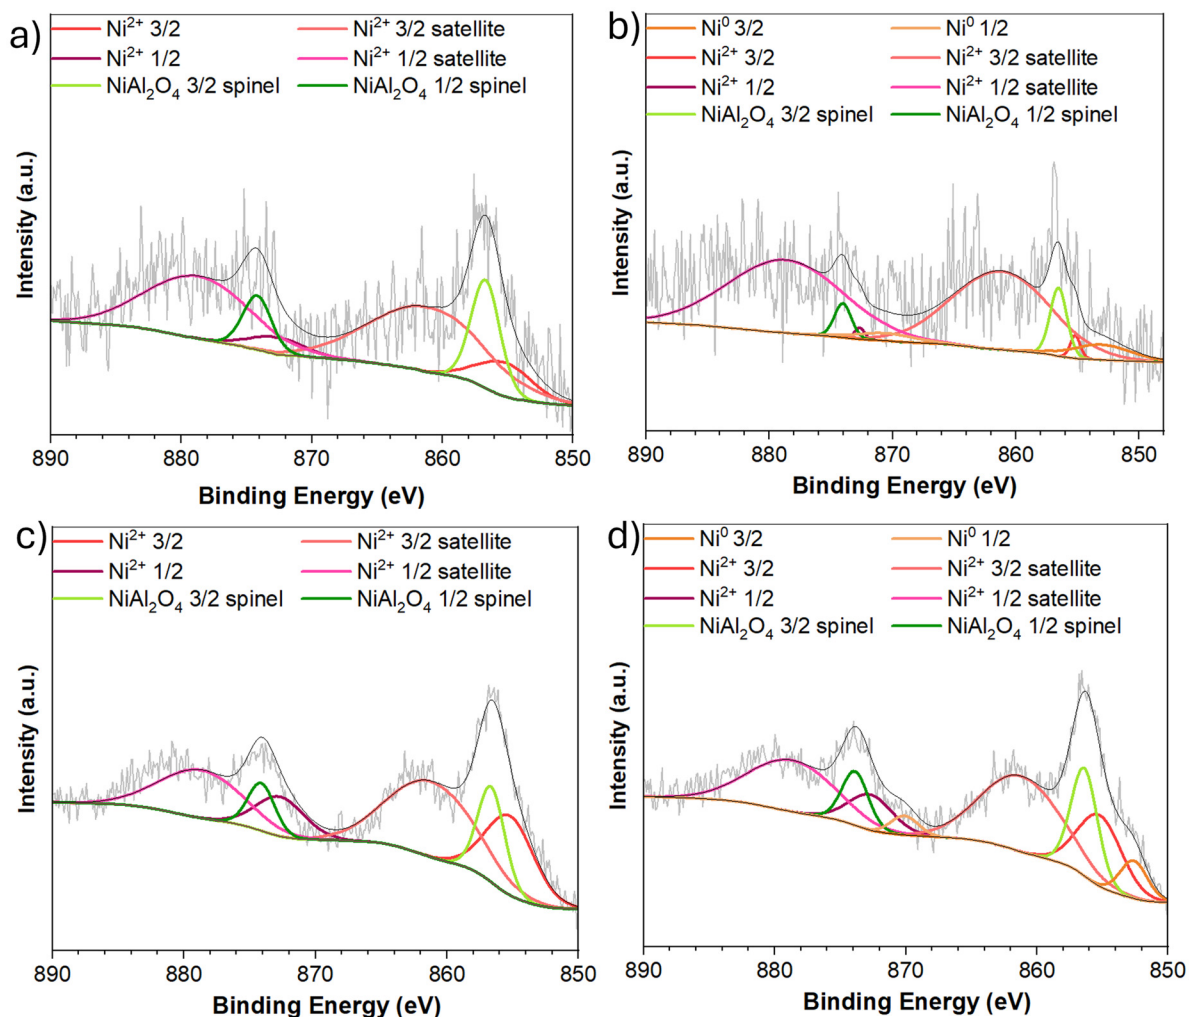 a)
Ni²⁺ 3/2 Ni²⁺ 3/2 satellite
Ni²⁺ 1/2 Ni²⁺ 1/2 satellite
NiAl₂O₄ 3/2 spinel NiAl₂O₄ 1/2 spinel
Intensity (a.u.)
890 880 870 860 850
Binding Energy (eV)
b)
Ni⁰ 3/2 Ni⁰ 1/2
Ni²⁺ 3/2 Ni²⁺ 3/2 satellite
Ni²⁺ 1/2 Ni²⁺ 1/2 satellite
NiAl₂O₄ 3/2 spinel NiAl₂O₄ 1/2 spinel
Intensity (a.u.)
890 880 870 860 850
Binding Energy (eV)
c)
Ni²⁺ 3/2 Ni²⁺ 3/2 satellite
Ni²⁺ 1/2 Ni²⁺ 1/2 satellite
NiAl₂O₄ 3/2 spinel NiAl₂O₄ 1/2 spinel
Intensity (a.u.)
890 880 870 860 850
Binding Energy (eV)
d)
Ni⁰ 3/2 Ni⁰ 1/2
Ni²⁺ 3/2 Ni²⁺ 3/2 satellite
Ni²⁺ 1/2 Ni²⁺ 1/2 satellite
NiAl₂O₄ 3/2 spinel NiAl₂O₄ 1/2 spinel
Intensity (a.u.)
890 880 870 860 850
Binding Energy (eV)